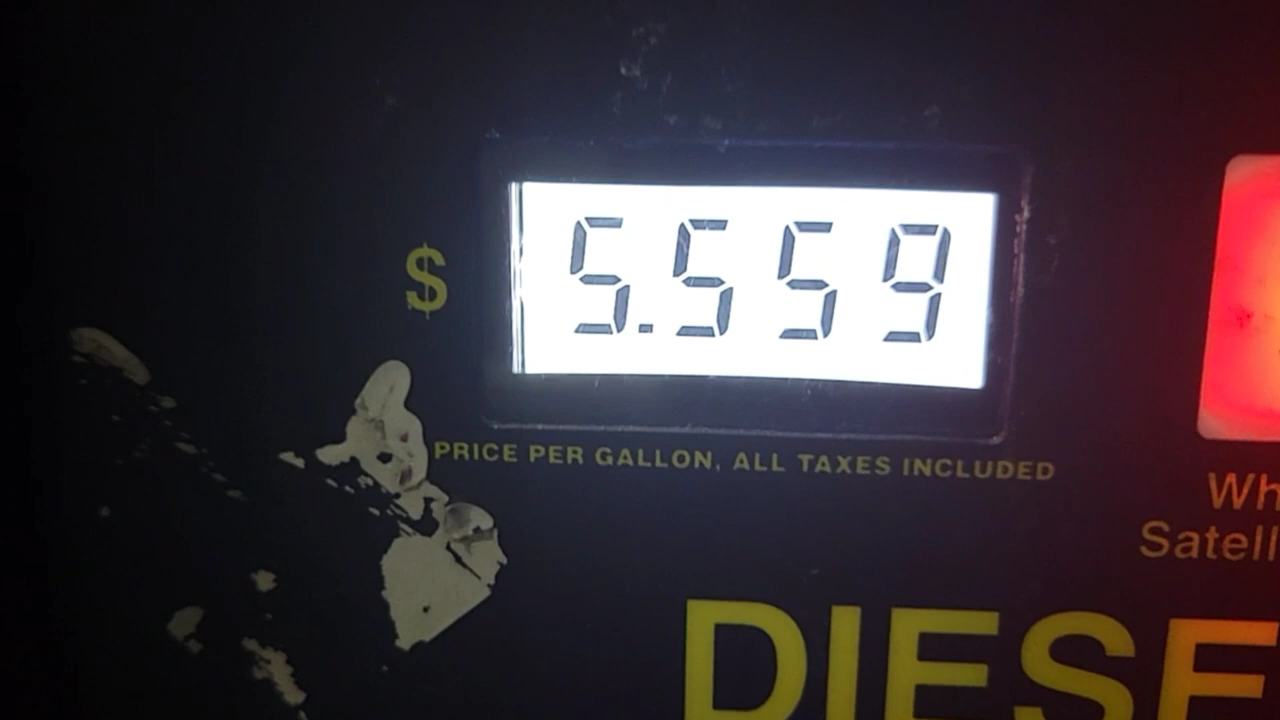 $ 5.559
PRICE PER GALLON, ALL TAXES INCLUDED
Wh
Satell
DIESE